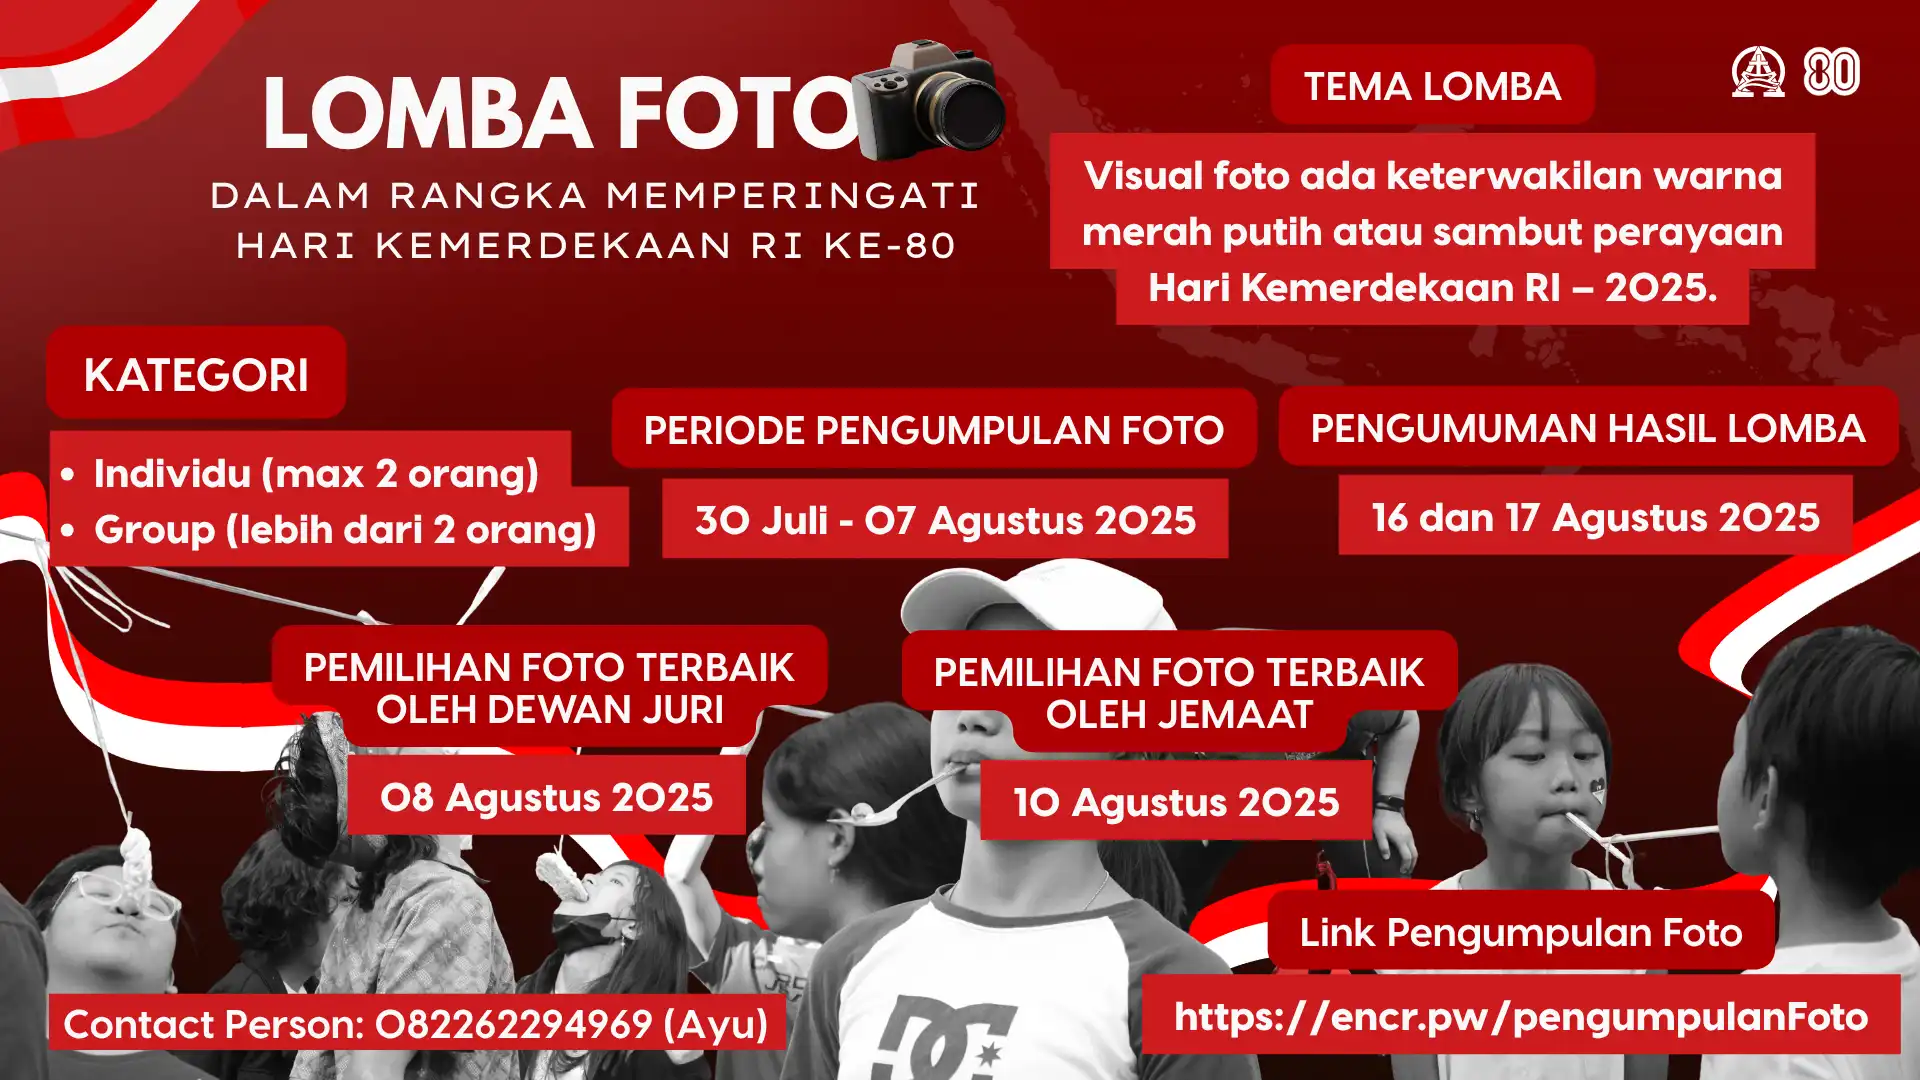 LOMBA FOTO
DALAM RANGKA MEMPERINGATI
HARI KEMERDEKAAN RI KE-80
TEMA LOMBA
80
Visual foto ada keterwakilan warna
merah putih atau sambut perayaan
Hari Kemerdekaan RI – 2025.
KATEGORI
• Individu (max 2 orang)
• Group (lebih dari 2 orang)
PERIODE PENGUMPULAN FOTO
30 Juli - 07 Agustus 2025
PENGUMUMAN HASIL LOMBA
16 dan 17 Agustus 2025
PEMILIHAN FOTO TERBAIK
OLEH DEWAN JURI
08 Agustus 2025
PEMILIHAN FOTO TERBAIK
OLEH JEMAAT
10 Agustus 2025
Link Pengumpulan Foto
https://encr.pw/pengumpulanFoto
Contact Person: 082262294969 (Ayu)
DC